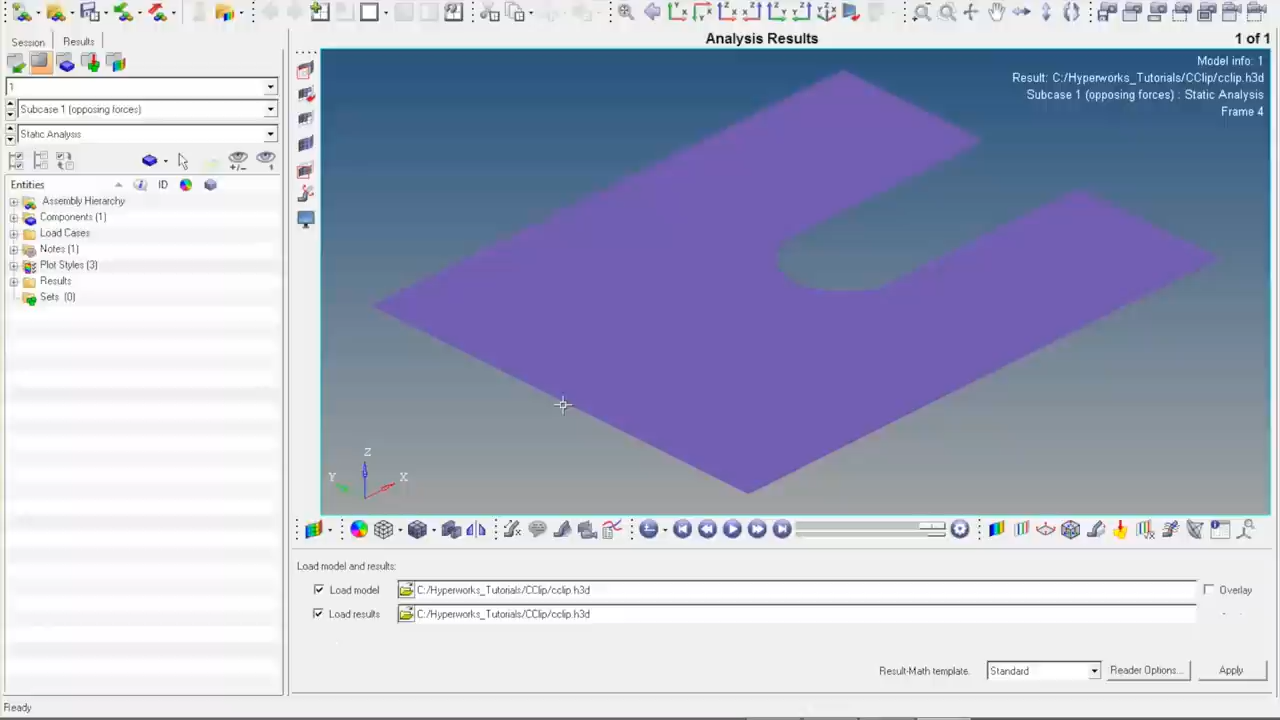 Session Results
Analysis Results
1 of 1
1
Subcase 1 (opposing forces)
Static Analysis
Model info: 1
Result: C:/Hyperworks_Tutorials/CClip/cclip.h3d
Subcase 1 (opposing forces) : Static Analysis
Frame 4
Entities ID
Assembly Hierarchy
Components (1)
Load Cases
Notes (1)
Plot Styles (3)
Results
Sets (0)
Z
Y X
Load model and results:
Load model C:/Hyperworks_Tutorials/CClip/cclip.h3d Overlay
Load results C:/Hyperworks_Tutorials/CClip/cclip.h3d
Result-Math template: Standard Reader Options... Apply
Ready